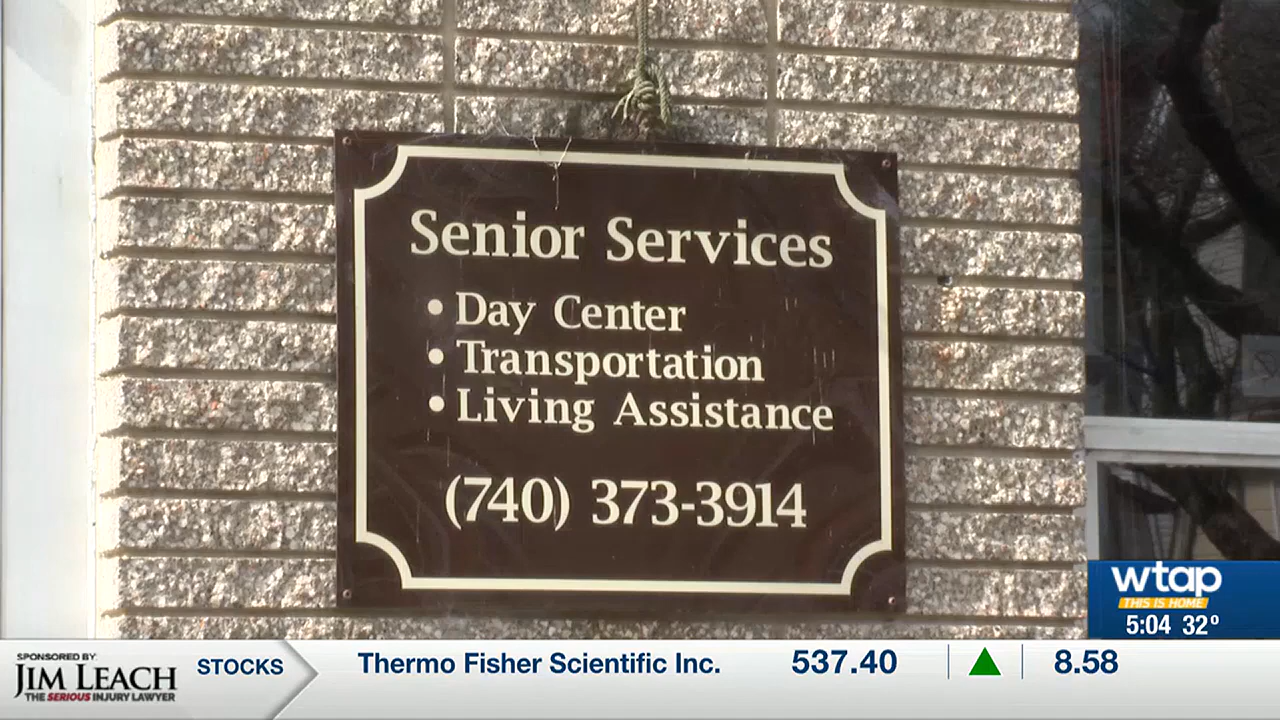 Senior Services
• Day Center
• Transportation
• Living Assistance
(740) 373-3914
wtap
THIS IS HOME
5:04 32°
SPONSORED BY:
JIM LEACH
THE SERIOUS INJURY LAWYER
STOCKS
Thermo Fisher Scientific Inc. 537.40 8.58